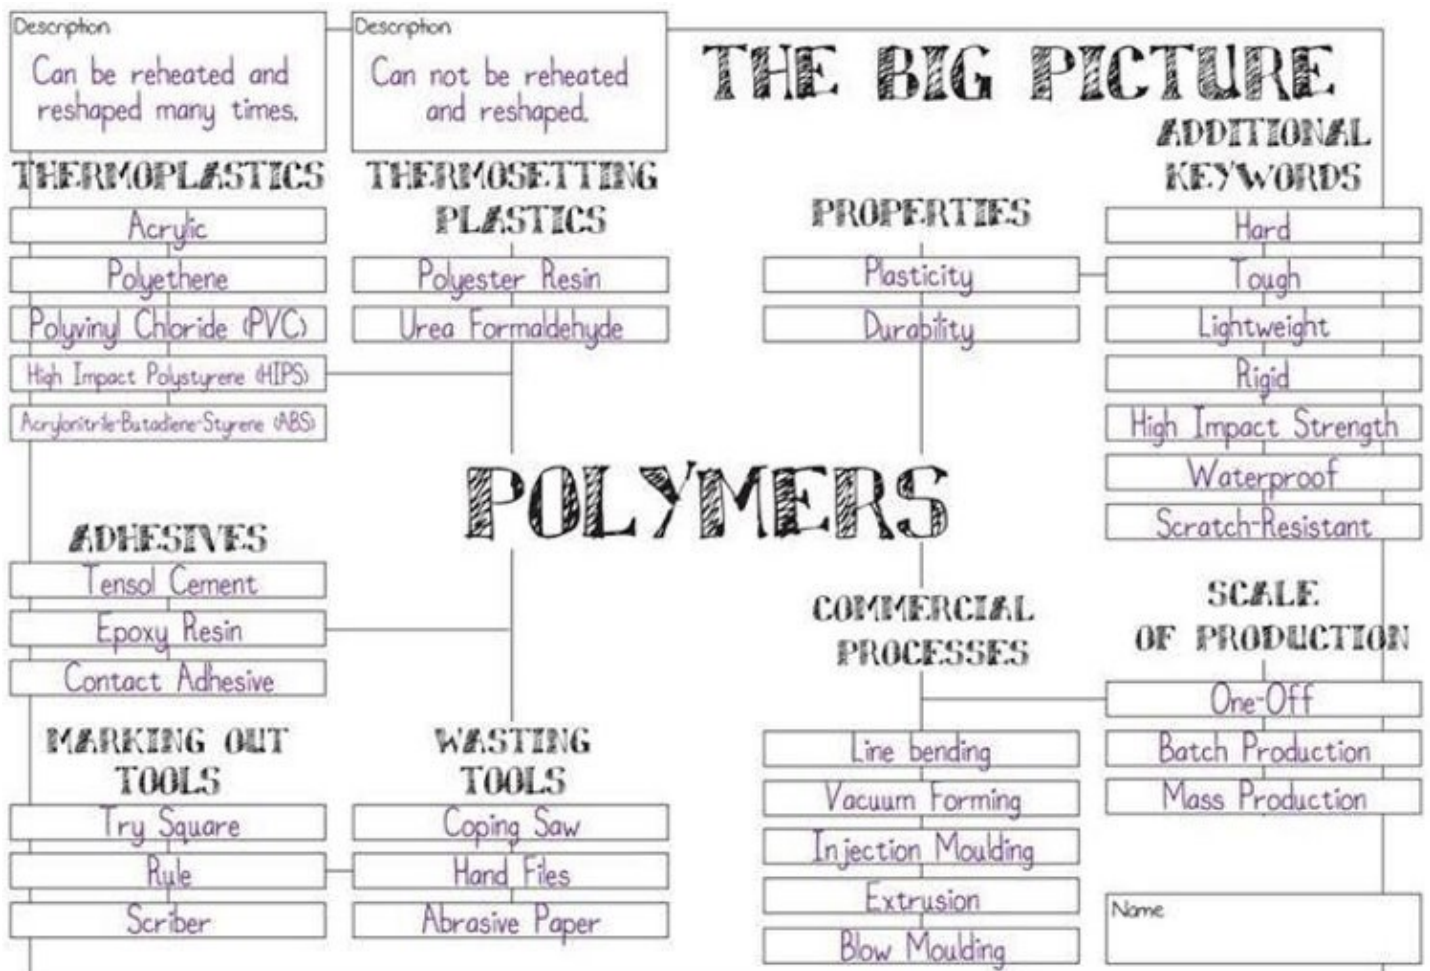 Description
Can be reheated and
reshaped many times.
Description
Can not be reheated
and reshaped.
THE BIG PICTURE
THERMOPLASTICS
Acrylic
Polyethene
Polyvinyl Chloride (PVC)
High Impact Polystyrene (HIPS)
Acrylonitrile-Butadiene-Styrene (ABS)
THERMOSETTING
PLASTICS
Polyester Resin
Urea Formaldehyde
PROPERTIES
Plasticity
Durability
ADDITIONAL
KEYWORDS
Hard
Tough
Lightweight
Rigid
High Impact Strength
Waterproof
Scratch-Resistant
POLYMERS
ADHESIVES
Tensol Cement
Epoxy Resin
Contact Adhesive
MARKING OUT
TOOLS
Try Square
Rule
Scriber
WASTING
TOOLS
Coping Saw
Hand Files
Abrasive Paper
COMMERCIAL
PROCESSES
Line bending
Vacuum Forming
Injection Moulding
Extrusion
Blow Moulding
SCALE
OF PRODUCTION
One-Off
Batch Production
Mass Production
Name